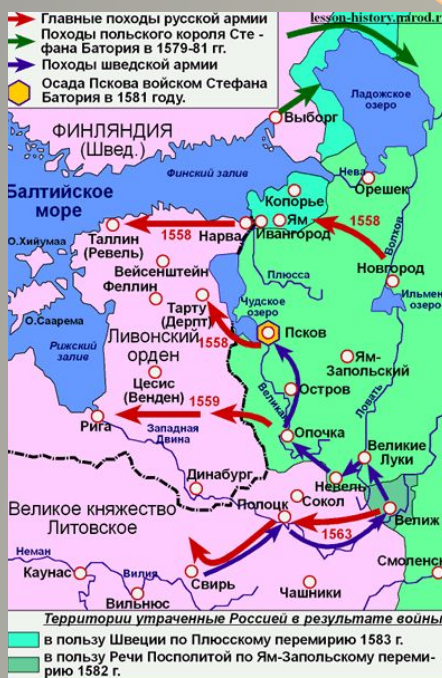 Главные походы русской армии
lesson-history.narod.r
Походы польского короля Сте -
фана Батория в 1579-81 гг.
Походы шведской армии
Осада Пскова войском Стефана
Батория в 1581 году.
Ладожское
озеро
Выборг
ФИНЛЯНДИЯ
(Швед.)
Финский залив
Нева
Орешек
Балтийское
море
Копорье
Ям
1558
1558
Таллин
(Ревель)
Нарва
Ивангород
Волхов
О.Хийумаа
Вейсенштейн
Плюсса
Новгород
Феллин
Ильмен
озеро
Тарту
(Дерпт)
Чудское
озеро
О.Саарема
Псков
Ливонский
орден
1558
Ям-
Запольский
Рижский
залив
Цесис
(Венден)
Остров
Великая
Ловать
1559
Рига
Западная
Двина
Опочка
Великие
Луки
Динабург
Невель
Сокол
Великое княжество
Литовское
Полоцк
Велиж
1563
Неман
Смоленс
Каунас
Вилия
Свирь
Чашники
Вильнюс
Территории утраченные Россией в результате войны
в пользу Швеции по Плюсскому перемирию 1583 г.
в пользу Речи Посполитой по Ям-Запольскому переми-
рию 1582 г.